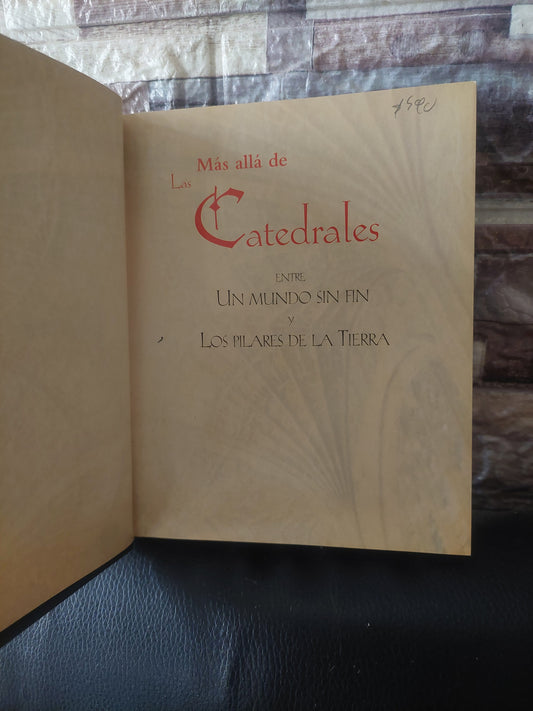 Más allá de
Las
Catedrales
ENTRE
UN MUNDO SIN FIN
Y
LOS PILARES DE LA TIERRA